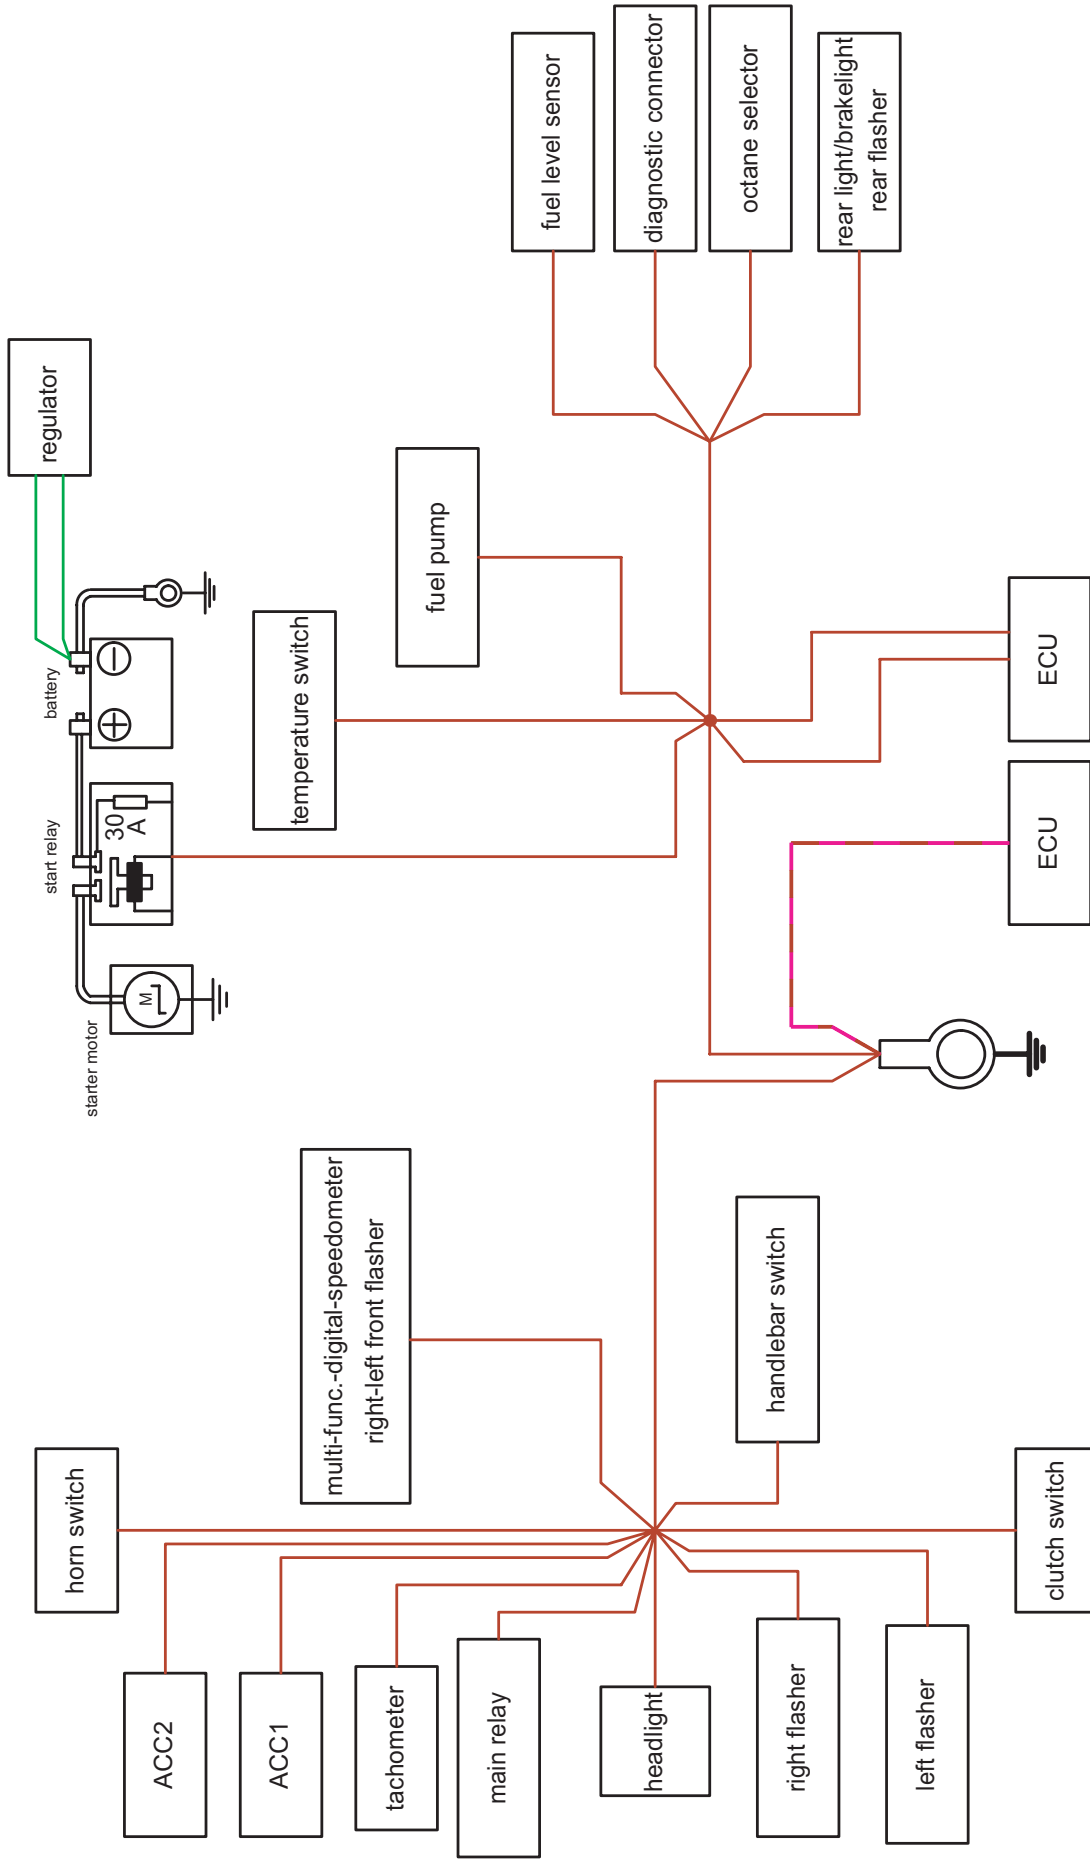 starter motor
M
start relay
30
A
battery
regulator
temperature switch
fuel pump
fuel level sensor
diagnostic connector
octane selector
rear light/brakelight
rear flasher
horn switch
ACC2
ACC1
tachometer
main relay
headlight
right flasher
left flasher
clutch switch
multi-func.-digital-speedometer
right-left front flasher
handlebar switch
ECU
ECU